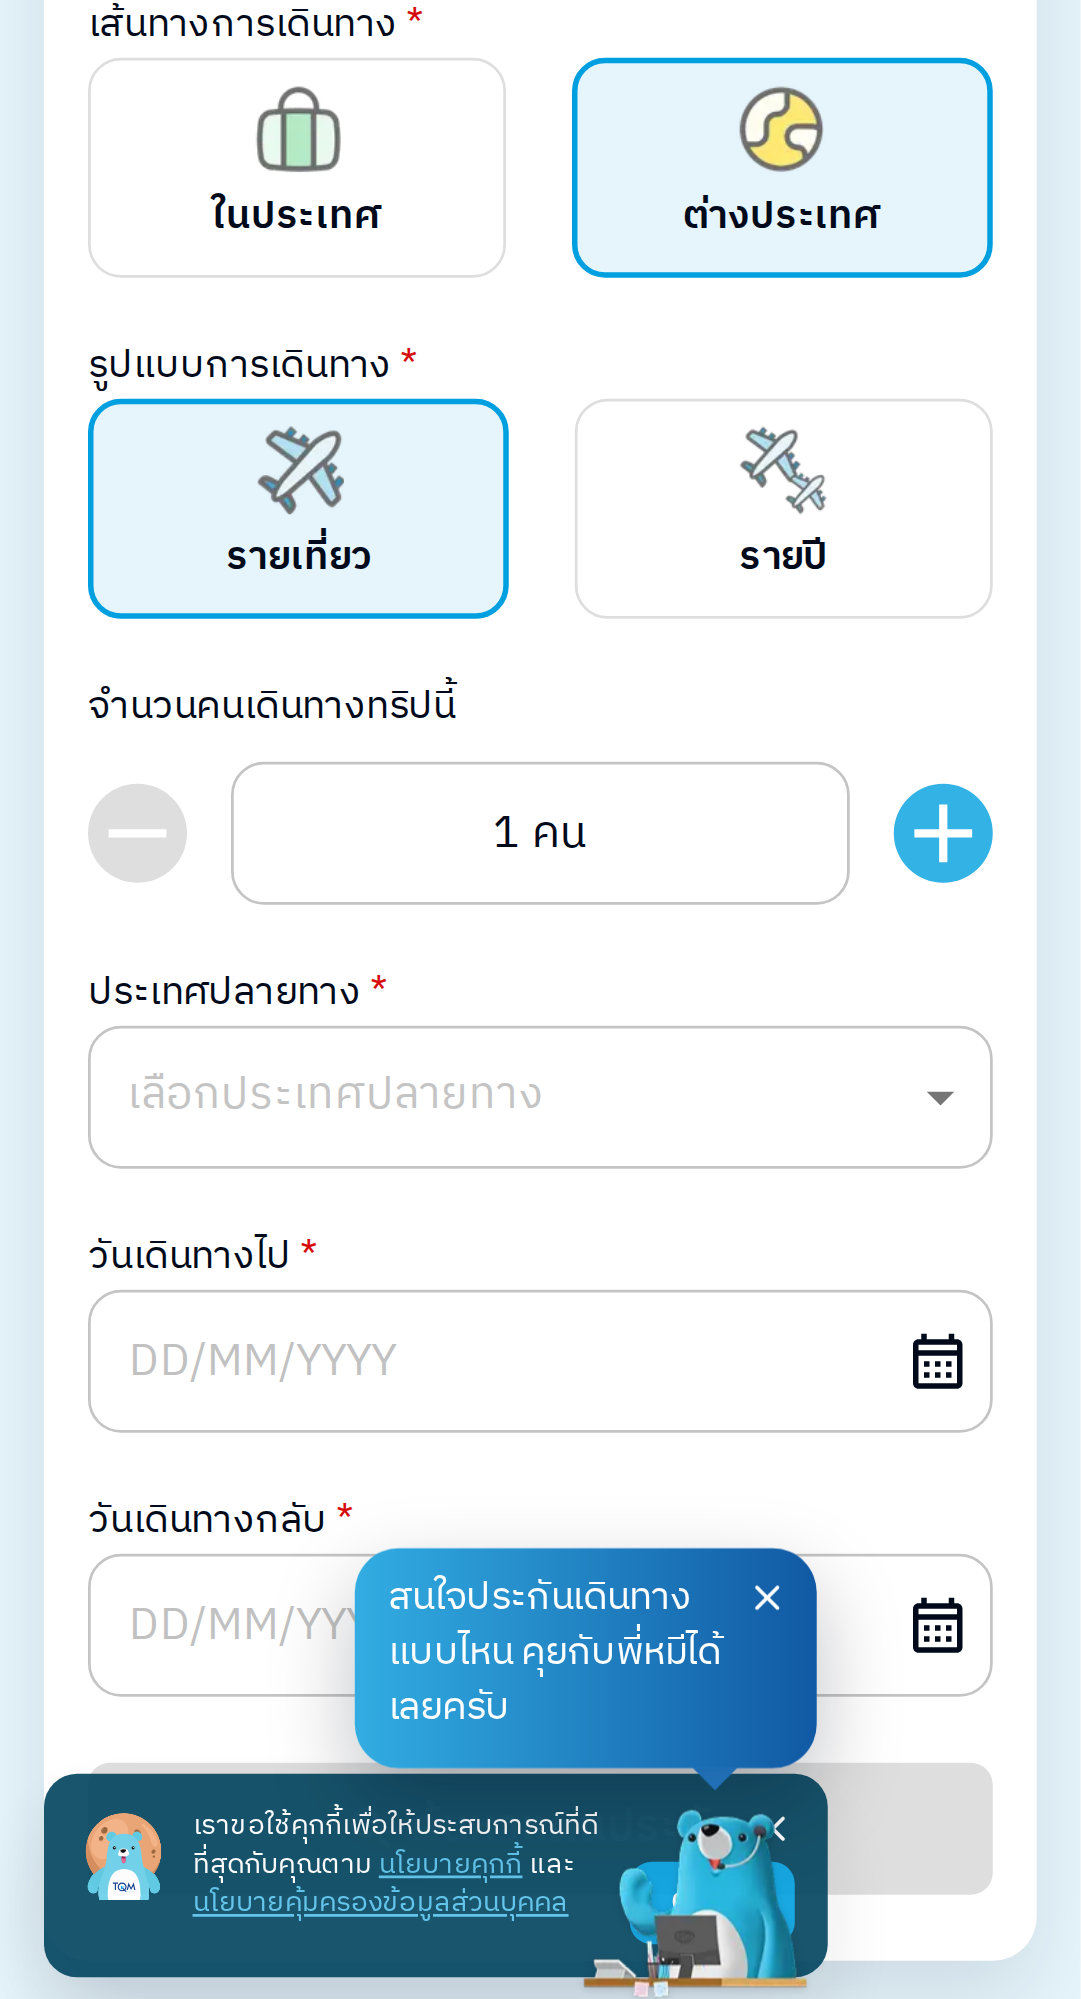 เส้นทางการเดินทาง *
ในประเทศ
ต่างประเทศ
รูปแบบการเดินทาง *
รายเที่ยว
รายปี
จำนวนคนเดินทางทริปนี้
1 คน
ประเทศปลายทาง *
เลือกประเทศปลายทาง
วันเดินทางไป *
DD/MM/YYYY
วันเดินทางกลับ *
DD/MM/YY
สนใจประกันเดินทาง
แบบไหน คุยกับพี่หมีได้
เลยครับ
เราขอใช้คุกกี้เพื่อให้ประสบการณ์ที่ดี
ที่สุดกับคุณตาม นโยบายคุกกี้ และ
นโยบายคุ้มครองข้อมูลส่วนบุคคล
TQM